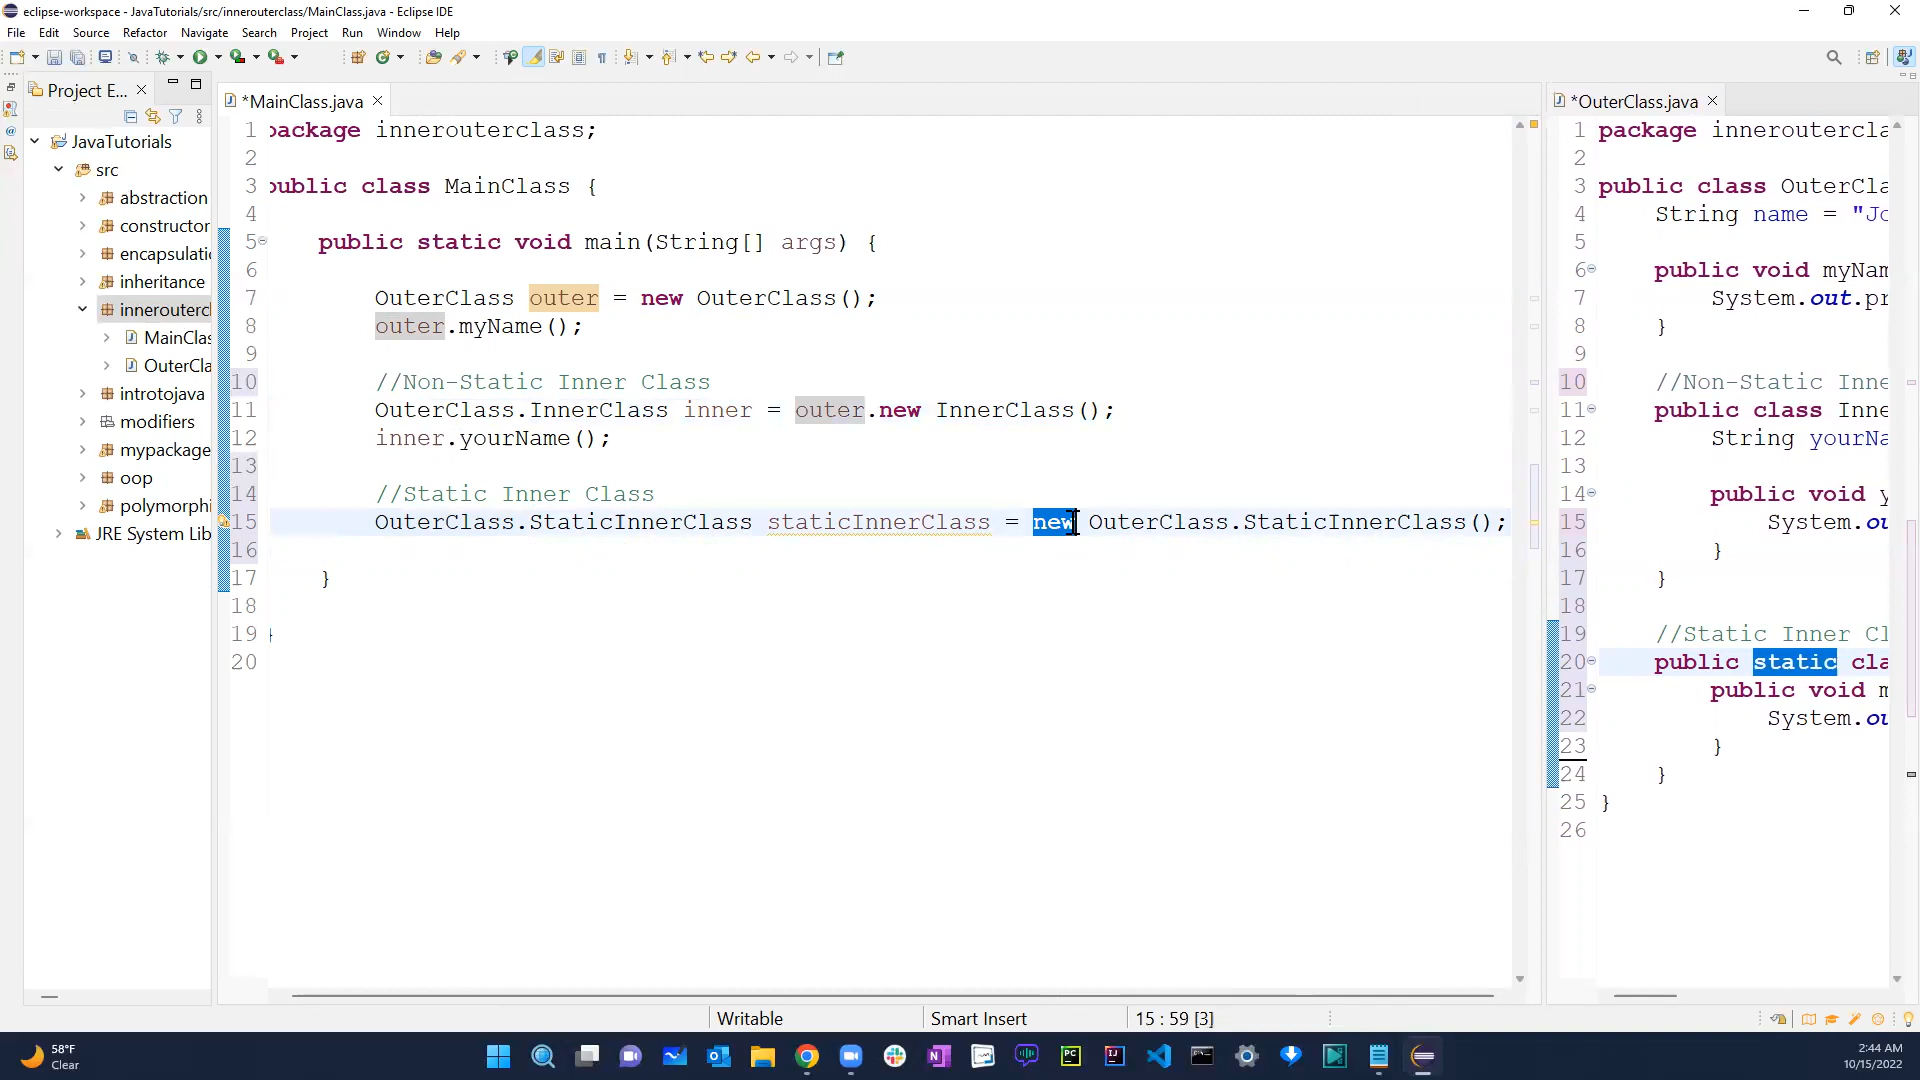 eclipse-workspace - JavaTutorials/src/innerouterclass/MainClass.java - Eclipse IDE
File Edit Source Refactor Navigate Search Project Run Window Help
Project E...
JavaTutorials
src
abstraction
constructor
encapsulati
inheritance
innerouterc
MainClas
OuterCla
introtojava
modifiers
mypackage
oop
polymorphi
JRE System Lib
*MainClass.java
1 package innerouterclass;
2
3 public class MainClass {
4
5 public static void main(String[] args) {
6
7 OuterClass outer = new OuterClass();
8 outer.myName();
9
10 //Non-Static Inner Class
11 OuterClass.InnerClass inner = outer.new InnerClass();
12 inner.yourName();
13
14 //Static Inner Class
15 OuterClass.StaticInnerClass staticInnerClass = new OuterClass.StaticInnerClass();
16
17 }
18
19 }
20
*OuterClass.java
1 package inneroutercla
2
3 public class OuterCla
4 String name = "Jo
5
6 public void myNam
7 System.out.pr
8 }
9
10 //Non-Static Inne
11 public class Inne
12 String yourNa
13
14 public void y
15 System.ou
16 }
17 }
18
19 //Static Inner Cl
20 public static cla
21 public void m
22 System.ou
23 }
24 }
25 }
26
Writable Smart Insert 15 : 59 [3]
58°F
Clear
2:44 AM
10/15/2022